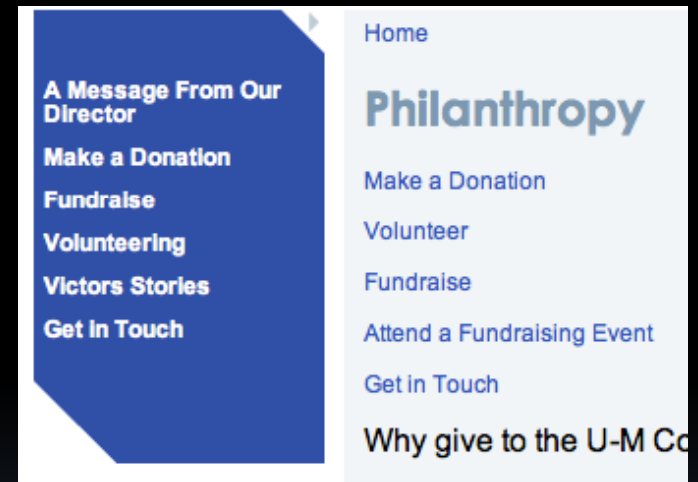 A Message From Our
Director
Make a Donation
Fundraise
Volunteering
Victors Stories
Get in Touch
Home
Philanthropy
Make a Donation
Volunteer
Fundraise
Attend a Fundraising Event
Get in Touch
Why give to the U-M